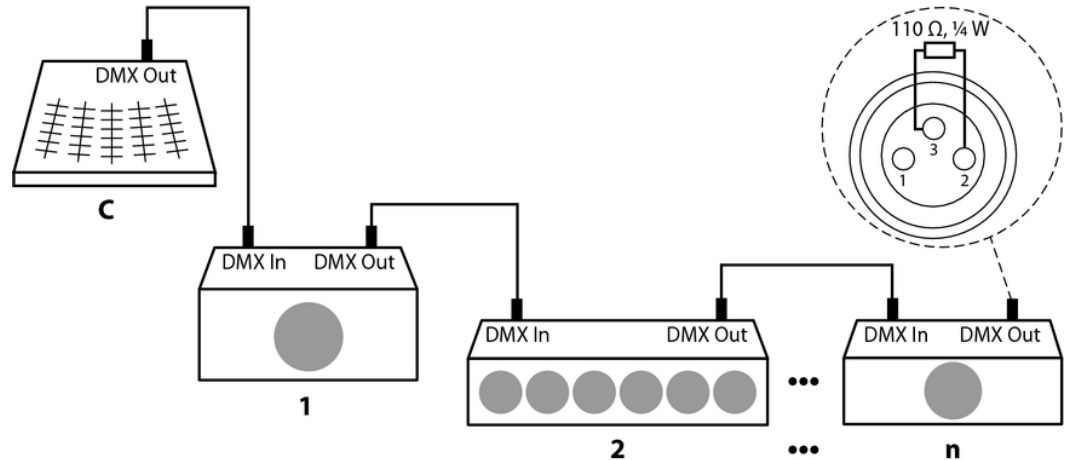 110 Ω, ¼ W
3
1
2
DMX Out
C
DMX In
DMX Out
1
DMX In
DMX Out
2
•••
•••
DMX In
DMX Out
n